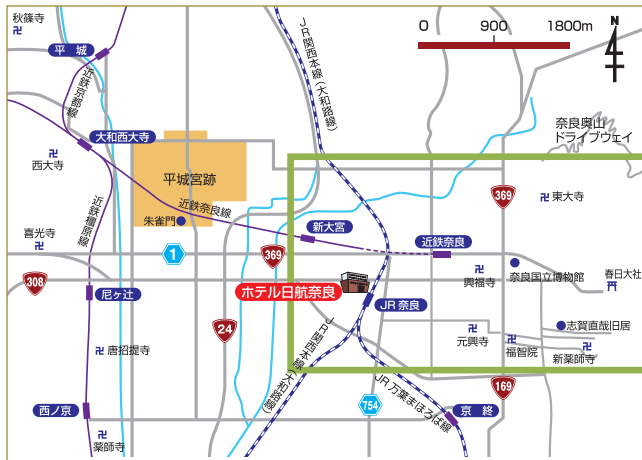 秋篠寺
平城
近鉄京都線
JR関西本線(大和路線)
0 900 1800m
N
大和西大寺
西大寺
平城宮跡
奈良奥山
ドライブウェイ
近鉄奈良線
朱雀門
近鉄橿原線
喜光寺
新大宮
近鉄奈良
369
東大寺
1
369
興福寺
奈良国立博物館
春日大社
308
尼ヶ辻
ホテル日航奈良
JR奈良
24
志賀直哉旧居
元興寺
福智院
新薬師寺
唐招提寺
JR関西本線(大和路線)
JR万葉まほろば線
169
754
西ノ京
京終
薬師寺